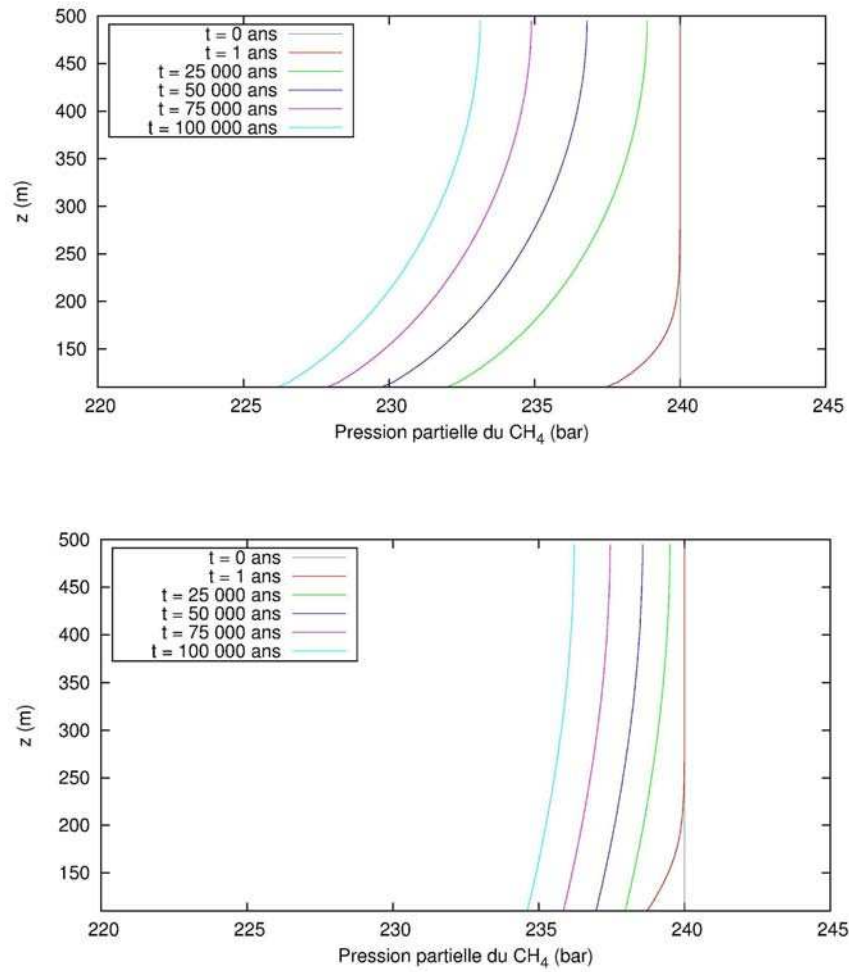 500
450
400
350
300
250
200
150
z (m)
t = 0 ans
t = 1 ans
t = 25 000 ans
t = 50 000 ans
t = 75 000 ans
t = 100 000 ans
220 225 230 235 240 245
Pression partielle du CH₄ (bar)
500
450
400
350
300
250
200
150
z (m)
t = 0 ans
t = 1 ans
t = 25 000 ans
t = 50 000 ans
t = 75 000 ans
t = 100 000 ans
220 225 230 235 240 245
Pression partielle du CH₄ (bar)